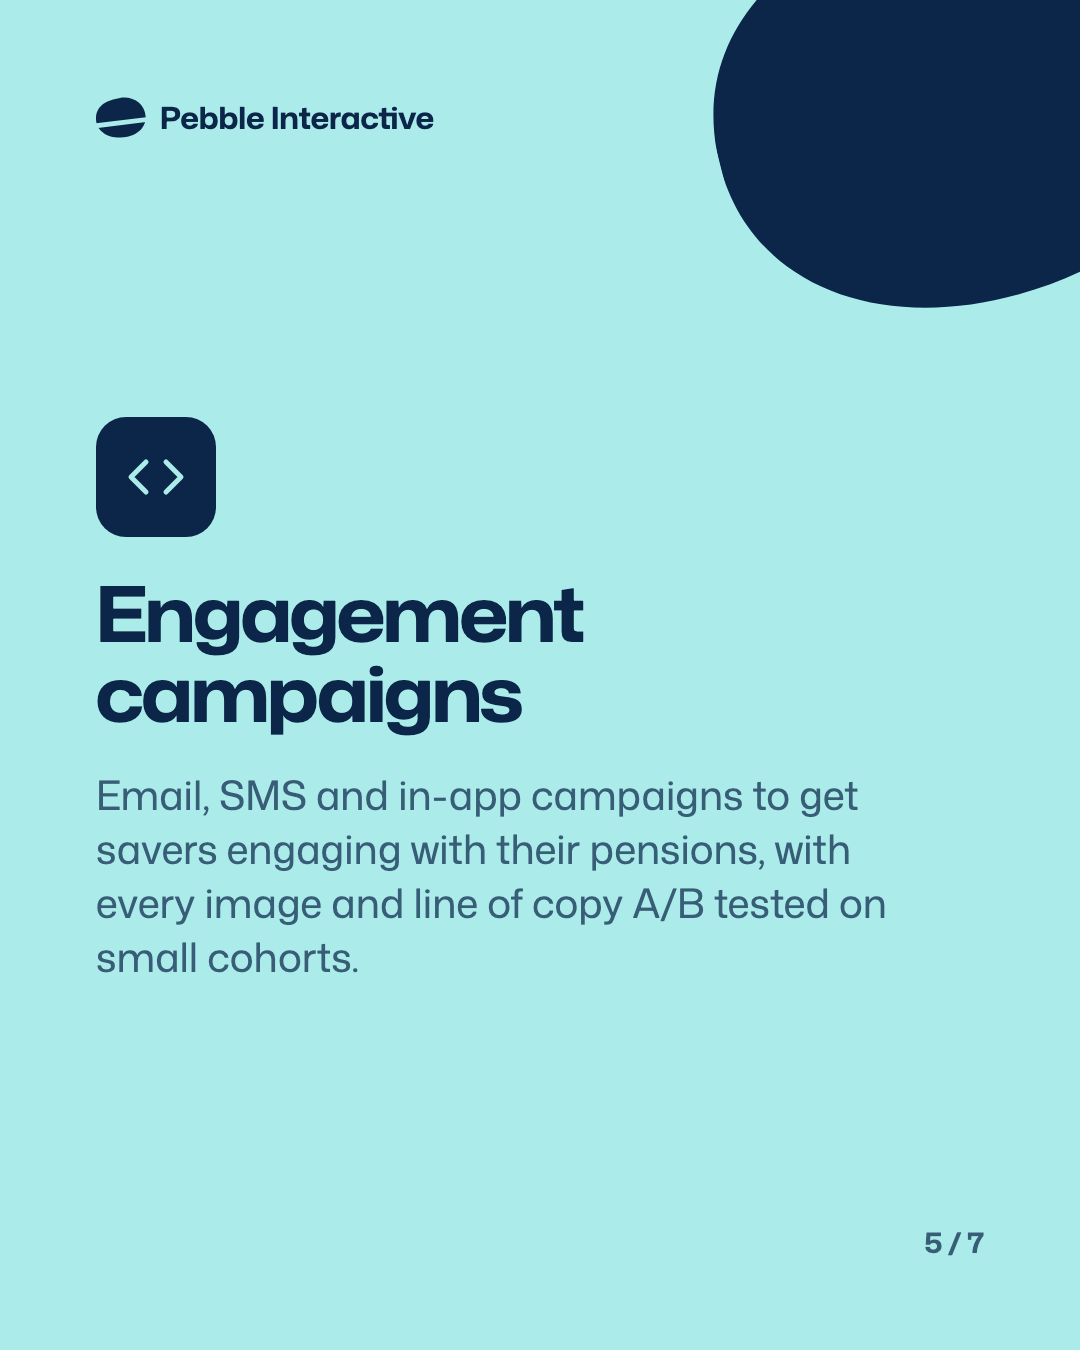 Pebble Interactive
Engagement
campaigns
Email, SMS and in-app campaigns to get
savers engaging with their pensions, with
every image and line of copy A/B tested on
small cohorts.
5 / 7